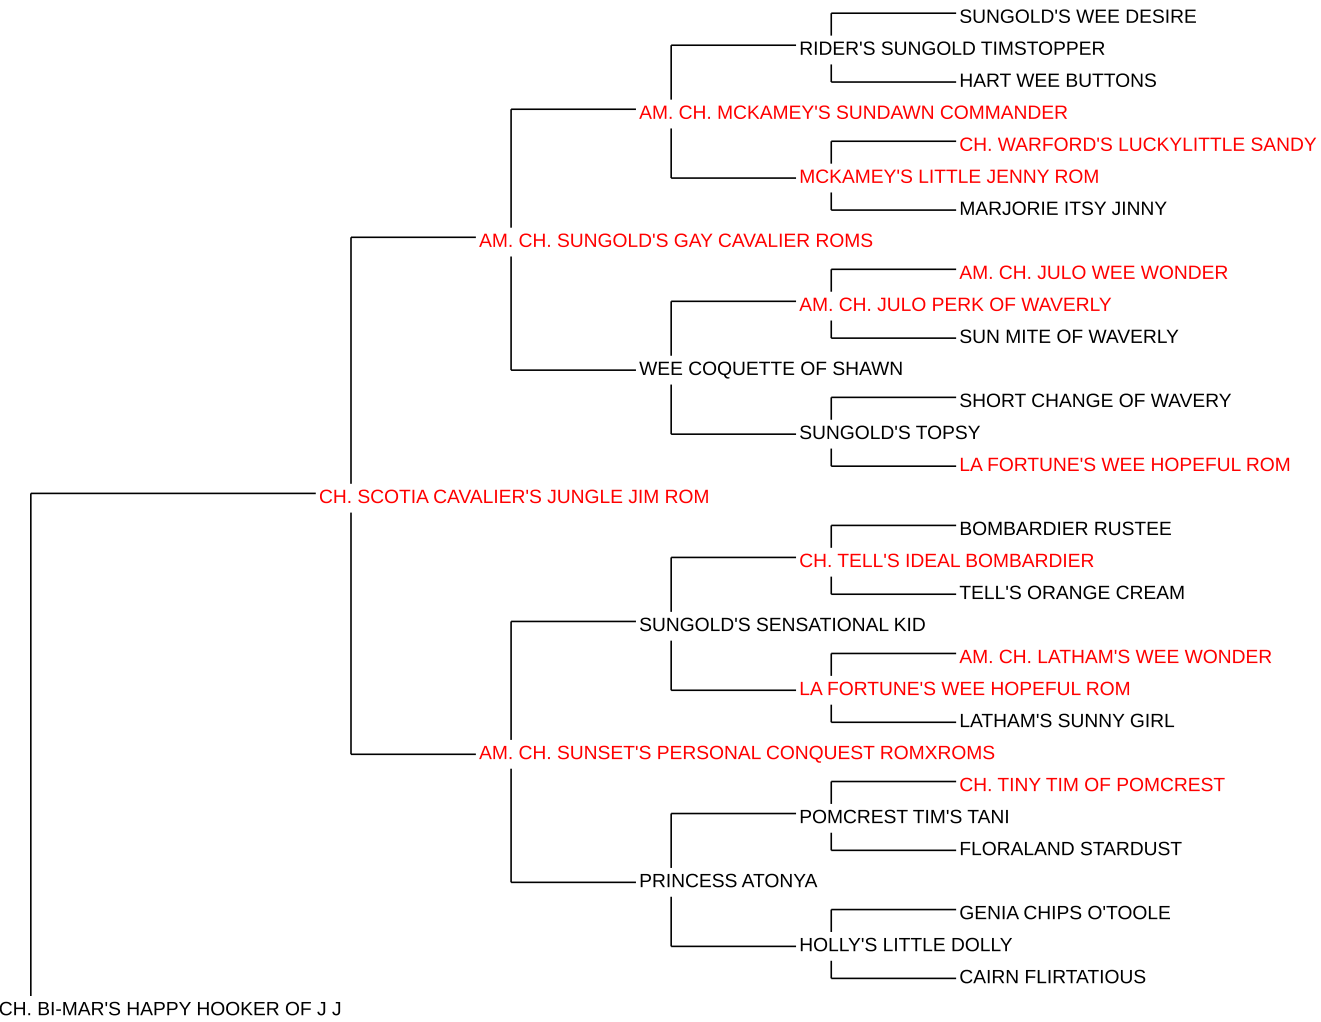 SUNGOLD'S WEE DESIRE
RIDER'S SUNGOLD TIMSTOPPER
HART WEE BUTTONS
AM. CH. MCKAMEY'S SUNDAWN COMMANDER
CH. WARFORD'S LUCKYLITTLE SANDY
MCKAMEY'S LITTLE JENNY ROM
MARJORIE ITSY JINNY
AM. CH. SUNGOLD'S GAY CAVALIER ROMS
AM. CH. JULO WEE WONDER
AM. CH. JULO PERK OF WAVERLY
SUN MITE OF WAVERLY
WEE COQUETTE OF SHAWN
SHORT CHANGE OF WAVERY
SUNGOLD'S TOPSY
LA FORTUNE'S WEE HOPEFUL ROM
CH. SCOTIA CAVALIER'S JUNGLE JIM ROM
BOMBARDIER RUSTEE
CH. TELL'S IDEAL BOMBARDIER
TELL'S ORANGE CREAM
SUNGOLD'S SENSATIONAL KID
AM. CH. LATHAM'S WEE WONDER
LA FORTUNE'S WEE HOPEFUL ROM
LATHAM'S SUNNY GIRL
AM. CH. SUNSET'S PERSONAL CONQUEST ROMXROMS
CH. TINY TIM OF POMCREST
POMCREST TIM'S TANI
FLORALAND STARDUST
PRINCESS ATONYA
GENIA CHIPS O'TOOLE
HOLLY'S LITTLE DOLLY
CAIRN FLIRTATIOUS
CH. BI-MAR'S HAPPY HOOKER OF J J